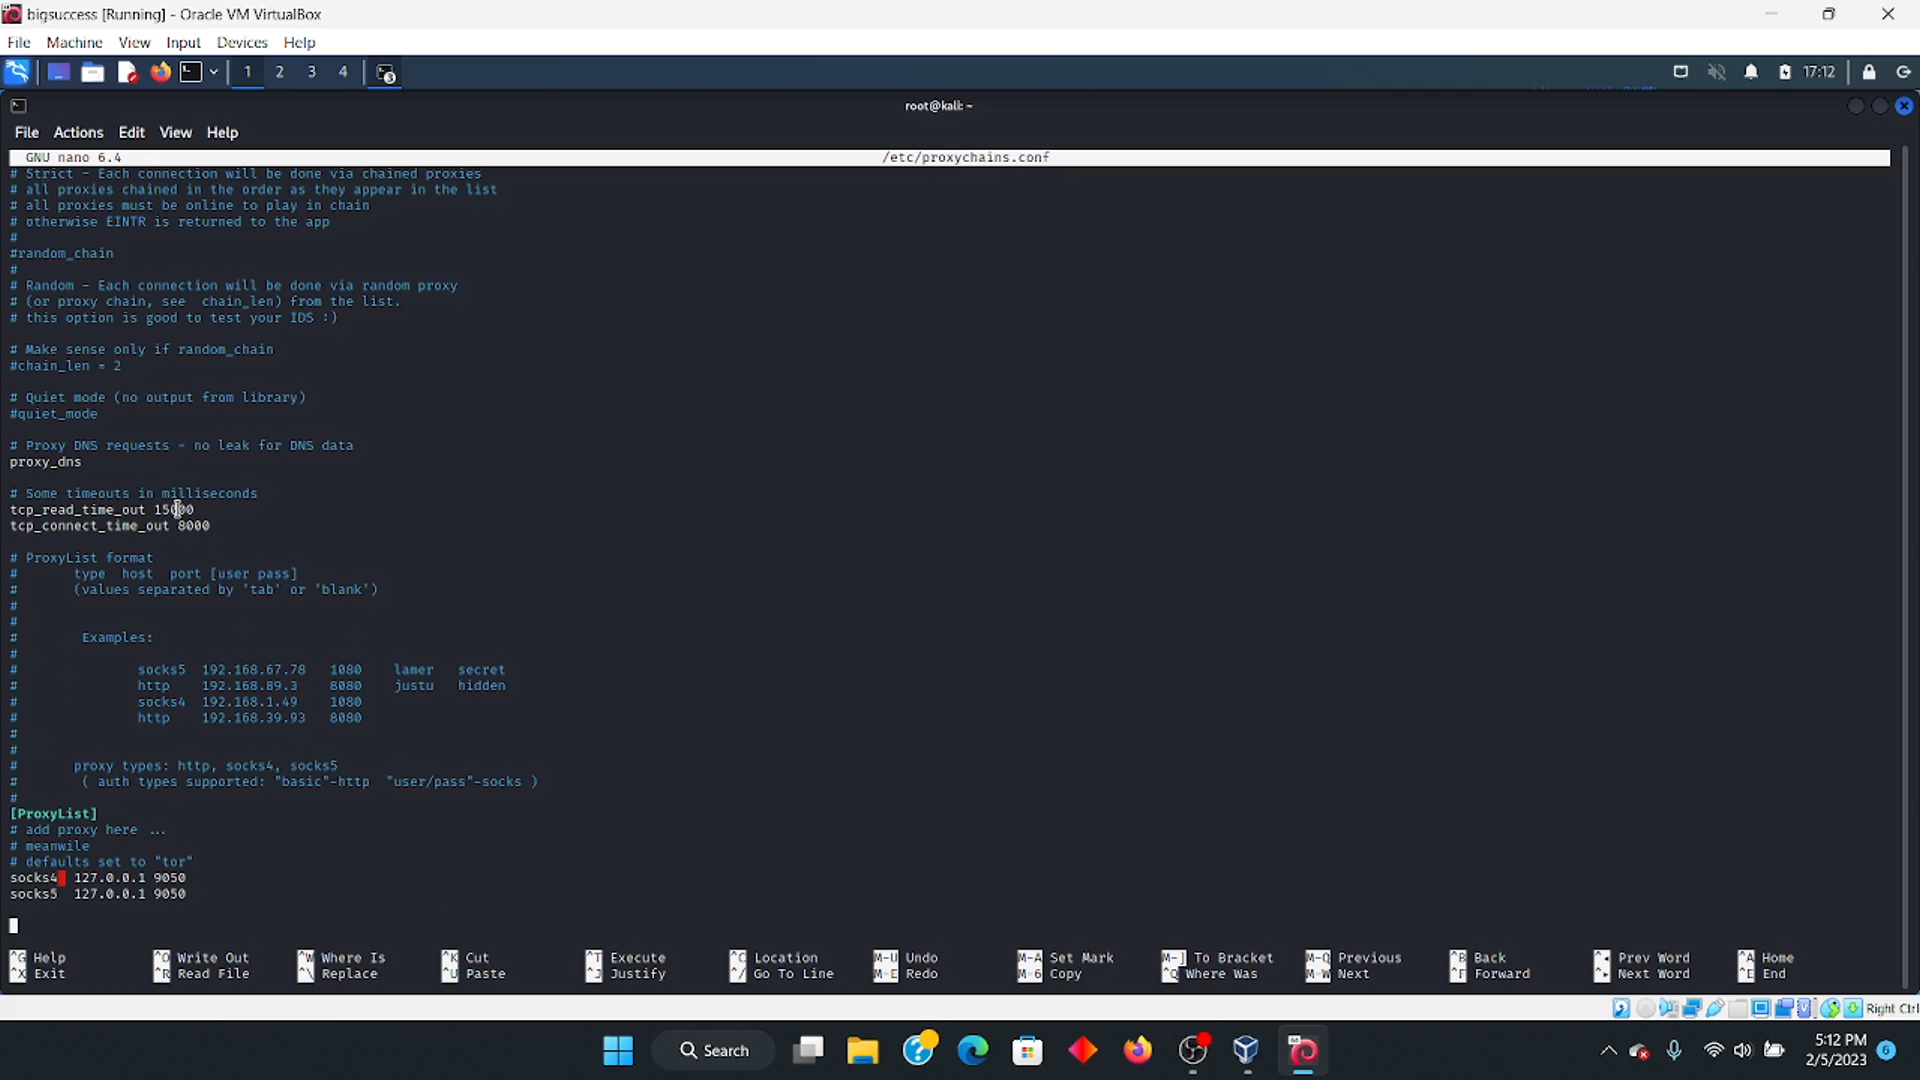 bigsuccess [Running] - Oracle VM VirtualBox
File Machine View Input Devices Help
1 2 3 4 17:12
root@kali: ~
File Actions Edit View Help
GNU nano 6.4 /etc/proxychains.conf
# Strict - Each connection will be done via chained proxies
# all proxies chained in the order as they appear in the list
# all proxies must be online to play in chain
# otherwise EINTR is returned to the app
#
#random_chain
#
# Random - Each connection will be done via random proxy
# (or proxy chain, see  chain_len) from the list.
# this option is good to test your IDS :)
# Make sense only if random_chain
#chain_len = 2
# Quiet mode (no output from library)
#quiet_mode
# Proxy DNS requests - no leak for DNS data
proxy_dns
# Some timeouts in milliseconds
tcp_read_time_out 15000
tcp_connect_time_out 8000
# ProxyList format
#       type  host  port [user pass]
#       (values separated by 'tab' or 'blank')
#
#
#        Examples:
#
#               socks5  192.168.67.78   1080    lamer   secret
#               http    192.168.89.3    8080    justu   hidden
#               socks4  192.168.1.49    1080
#               http    192.168.39.93   8080
#
#
#       proxy types: http, socks4, socks5
#        ( auth types supported: "basic"-http  "user/pass"-socks )
#
[ProxyList]
# add proxy here ...
# meanwile
# defaults set to "tor"
socks4  127.0.0.1 9050
socks5  127.0.0.1 9050
^G Help ^O Write Out ^W Where Is ^K Cut ^T Execute ^C Location M-U Undo M-A Set Mark M-] To Bracket M-Q Previous ^B Back ^◂ Prev Word ^A Home
^X Exit ^R Read File ^\ Replace ^U Paste ^J Justify ^/ Go To Line M-E Redo M-6 Copy ^Q Where Was M-W Next ^F Forward ^▸ Next Word ^E End
Right Ctrl
Search
5:12 PM
2/5/2023 6